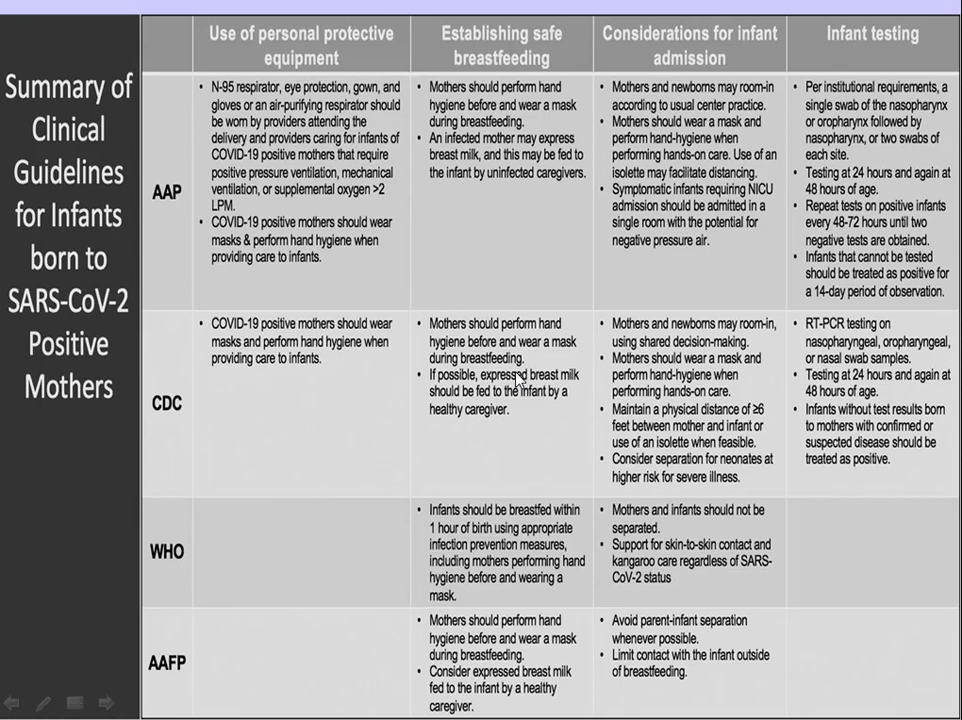 Summary of
Clinical
Guidelines
for Infants
born to
SARS-CoV-2
Positive
Mothers
Use of personal protective
equipment
Establishing safe
breastfeeding
Considerations for infant
admission
Infant testing
AAP
• N-95 respirator, eye protection, gown, and
gloves or an air-purifying respirator should
be worn by providers attending the
delivery and providers caring for infants of
COVID-19 positive mothers that require
positive pressure ventilation, mechanical
ventilation, or supplemental oxygen >2
LPM.
• COVID-19 positive mothers should wear
masks & perform hand hygiene when
providing care to infants.
• Mothers should perform hand
hygiene before and wear a mask
during breastfeeding.
• An infected mother may express
breast milk, and this may be fed to
the infant by uninfected caregivers.
• Mothers and newborns may room-in
according to usual center practice.
• Mothers should wear a mask and
perform hand-hygiene when
performing hands-on care. Use of an
isolette may facilitate distancing.
• Symptomatic infants requiring NICU
admission should be admitted in a
single room with the potential for
negative pressure air.
• Per institutional requirements, a
single swab of the nasopharynx
or oropharynx followed by
nasopharynx, or two swabs of
each site.
• Testing at 24 hours and again at
48 hours of age.
• Repeat tests on positive infants
every 48-72 hours until two
negative tests are obtained.
• Infants that cannot be tested
should be treated as positive for
a 14-day period of observation.
CDC
• COVID-19 positive mothers should wear
masks and perform hand hygiene when
providing care to infants.
• Mothers should perform hand
hygiene before and wear a mask
during breastfeeding.
• If possible, expressed breast milk
should be fed to the infant by a
healthy caregiver.
• Mothers and newborns may room-in,
using shared decision-making.
• Mothers should wear a mask and
perform hand-hygiene when
performing hands-on care.
• Maintain a physical distance of ≥6
feet between mother and infant or
use of an isolette when feasible.
• Consider separation for neonates at
higher risk for severe illness.
• RT-PCR testing on
nasopharyngeal, oropharyngeal,
or nasal swab samples.
• Testing at 24 hours and again at
48 hours of age.
• Infants without test results born
to mothers with confirmed or
suspected disease should be
treated as positive.
WHO
• Infants should be breastfed within
1 hour of birth using appropriate
infection prevention measures,
including mothers performing hand
hygiene before and wearing a
mask.
• Mothers and infants should not be
separated.
• Support for skin-to-skin contact and
kangaroo care regardless of SARS-
CoV-2 status
AAFP
• Mothers should perform hand
hygiene before and wear a mask
during breastfeeding.
• Consider expressed breast milk
fed to the infant by a healthy
caregiver.
• Avoid parent-infant separation
whenever possible.
• Limit contact with the infant outside
of breastfeeding.